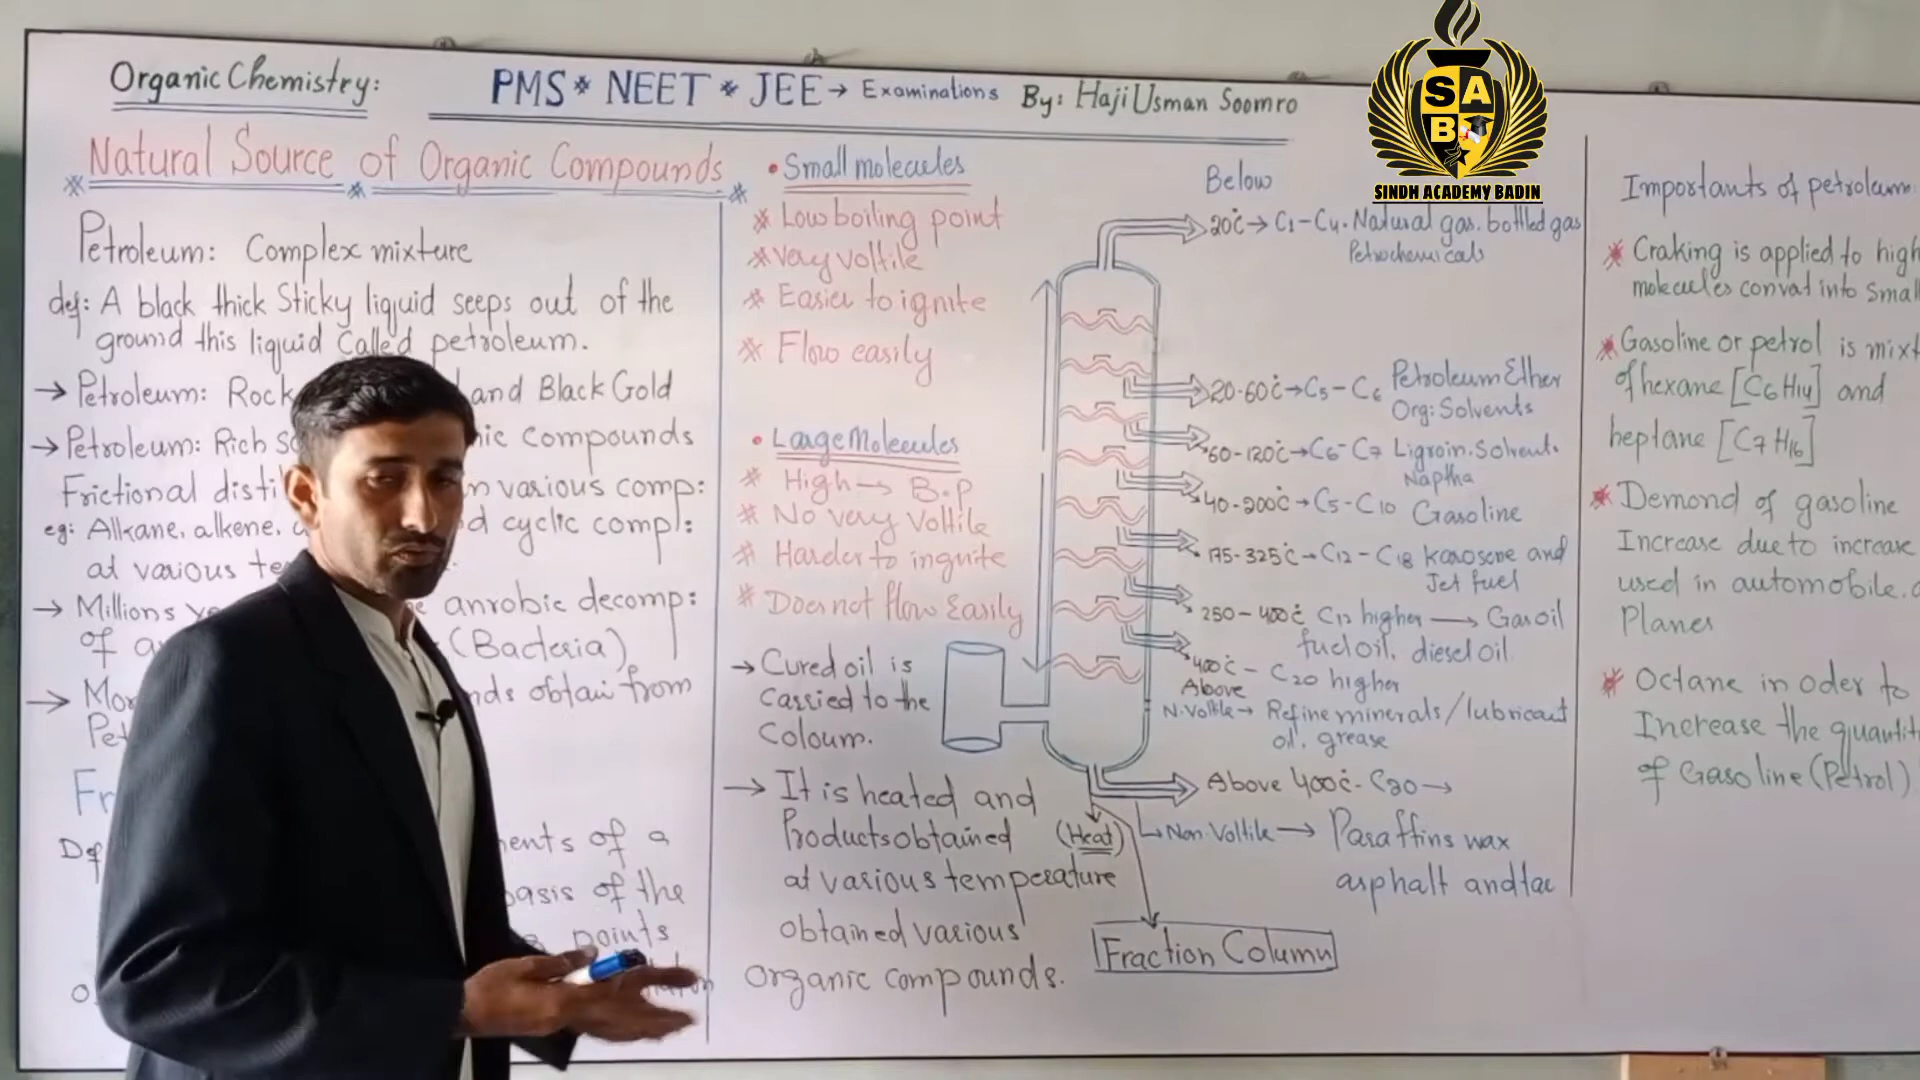 Organic Chemistry:
PMS * NEET * JEE → Examinations By: Haji Usman Soomro
SAB
SINDH ACADEMY BADIN
Natural Source of Organic Compounds
Petroleum: Complex mixture
def: A black thick Sticky liquid seeps out of the
ground this liquid called petroleum.
→ Petroleum: Rock and Black Gold
→ Petroleum: Rich compounds
Frictional various comp:
eg: Alkane, alkene, cyclic compl:
at various
→ Millions anrobic decomp:
of (Bacteria)
→ obtain from
Def
of a
basis of the
points
• Small molecules
* Low boiling point
* Very voltile
* Easier to ignite
* Flow easily
• Large Molecules
* High → B.P
* No very Voltile
* Harder to ingnite
* Does not flow Easily
→ Cured oil is
Carried to the
Coloum.
→ It is heated and
Products obtained
at various temperature
obtained various
organic compounds.
Below
20°C → C1-C4. Natural gas. bottled gas
Petrochemicals
20-60°C → C5-C6 Petroleum Ether
Org: Solvents
60-120°C → C6-C7 Ligroin. Solvent.
Naptha
40-200°C → C5-C10 Gasoline
175-325°C → C12-C18 Karosene and
Jet fuel
250-400°C C12 higher → Gas oil
fuel oil, diesel oil
400°C - C20 higher
Above
N.Voltile → Refine minerals/lubricant
oil. grease
Above 400°C - C20 →
(Heat)
↳ Non Voltile → Paraffins wax
asphalt and tar
Fraction Column
Importants of petroleum
* Craking is applied to high
molecules convat into small
* Gasoline or petrol is mixt
of hexane [C6H14] and
heptane [C7H16]
* Demond of gasoline
Increase due to increase
used in automobile.
Planes
* Octane in oder to
Increase the quantit
of Gasoline (Petrol)